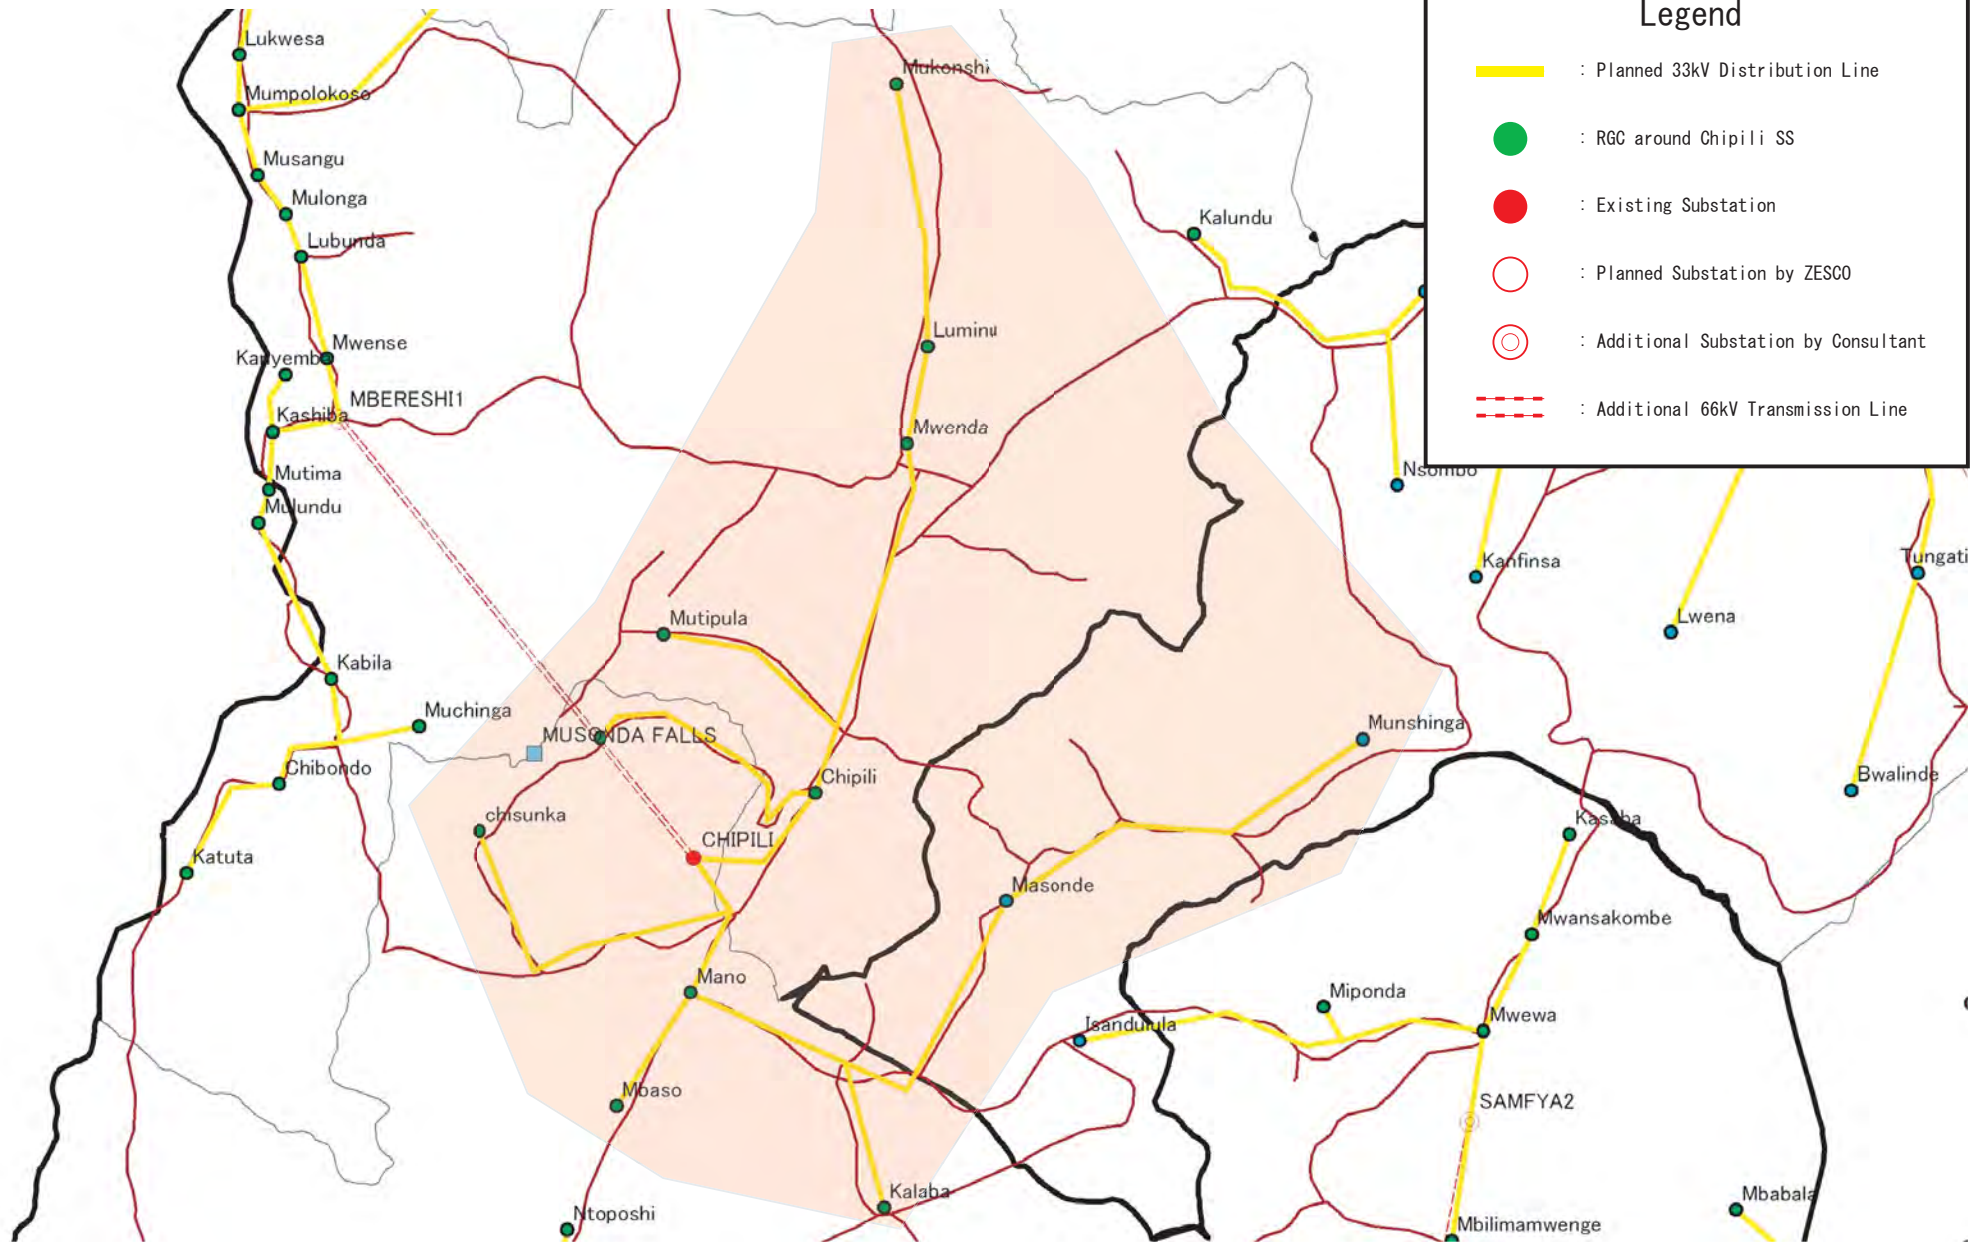 Legend
: Planned 33kV Distribution Line
: RGC around Chipili SS
: Existing Substation
: Planned Substation by ZESCO
: Additional Substation by Consultant
: Additional 66kV Transmission Line
Lukwesa
Mumpolokoso
Musangu
Mulonga
Lubunda
Mwense
Kanyemba
MBERESHI1
Kashiba
Mutima
Mulundu
Kabila
Muchinga
Chibondo
Katuta
Mukonshi
Luminu
Mwenda
Kalundu
Nsombo
Kanfinsa
Lwena
Tungati
Mutipula
MUSONDA FALLS
Chipili
chisunka
CHIPILI
Munshinga
Bwalinde
Kasaba
Masonde
Mwansakombe
Mano
Miponda
Mwewa
Isandulula
Mbaso
SAMFYA2
Kalaba
Ntoposhi
Mbabala
Mbilimamwenge